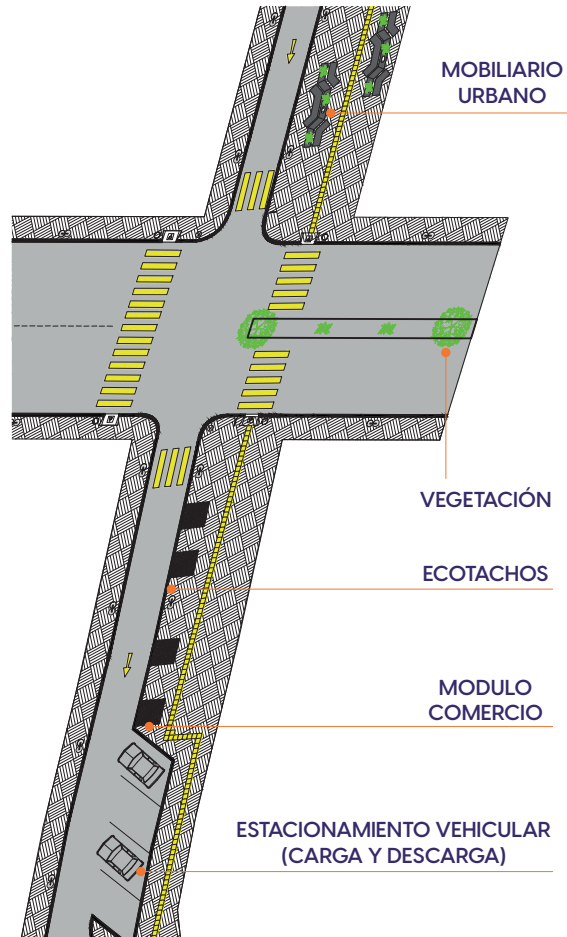 MOBILIARIO
URBANO
VEGETACIÓN
ECOTACHOS
MODULO
COMERCIO
ESTACIONAMIENTO VEHICULAR
(CARGA Y DESCARGA)